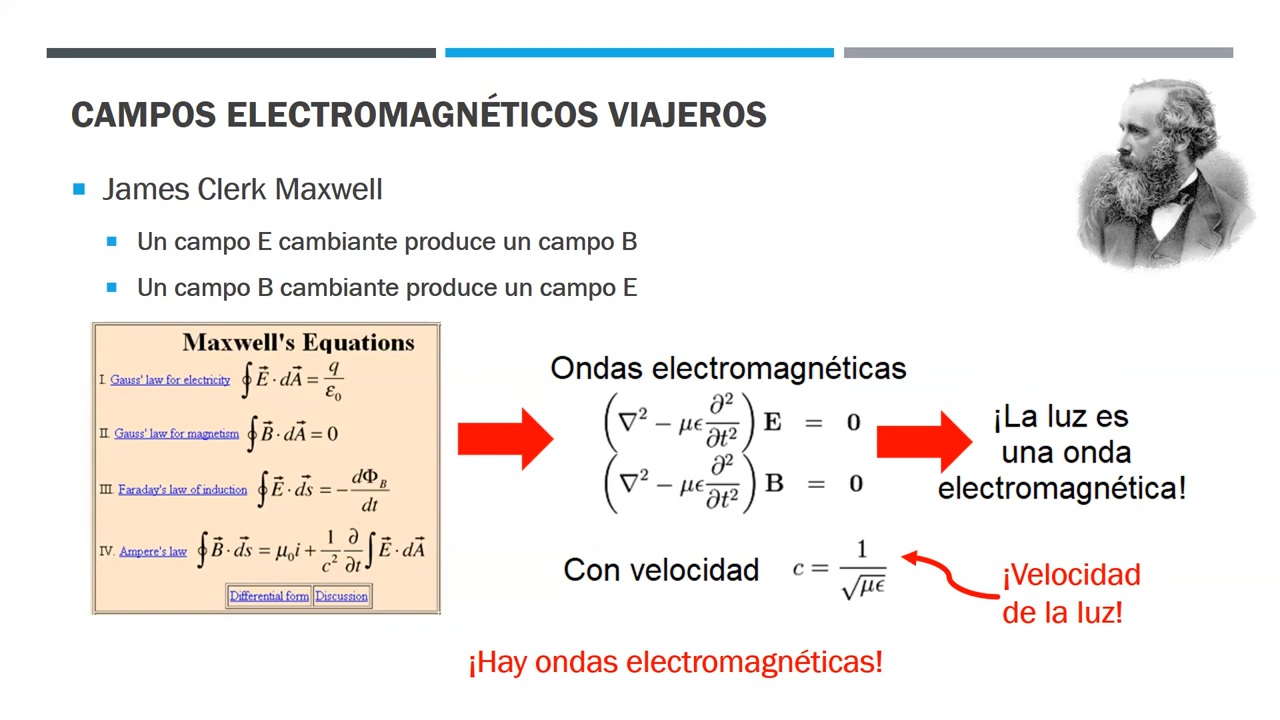 CAMPOS ELECTROMAGNÉTICOS VIAJEROS
James Clerk Maxwell
Un campo E cambiante produce un campo B
Un campo B cambiante produce un campo E
Maxwell's Equations
I. Gauss' law for electricity ∮E⃗·dA⃗ = q/ε₀
II. Gauss' law for magnetism ∮B⃗·dA⃗ = 0
III. Faraday's law of induction ∮E⃗·ds⃗ = −dΦ_B/dt
IV. Ampere's law ∮B⃗·ds⃗ = μ₀i + 1/c² ∂/∂t ∫E⃗·dA⃗
Differential form Discussion
Ondas electromagnéticas
(∇² − μϵ ∂²/∂t²) E = 0
(∇² − μϵ ∂²/∂t²) B = 0
Con velocidad c = 1/√μϵ
¡La luz es
una onda
electromagnética!
¡Velocidad
de la luz!
¡Hay ondas electromagnéticas!